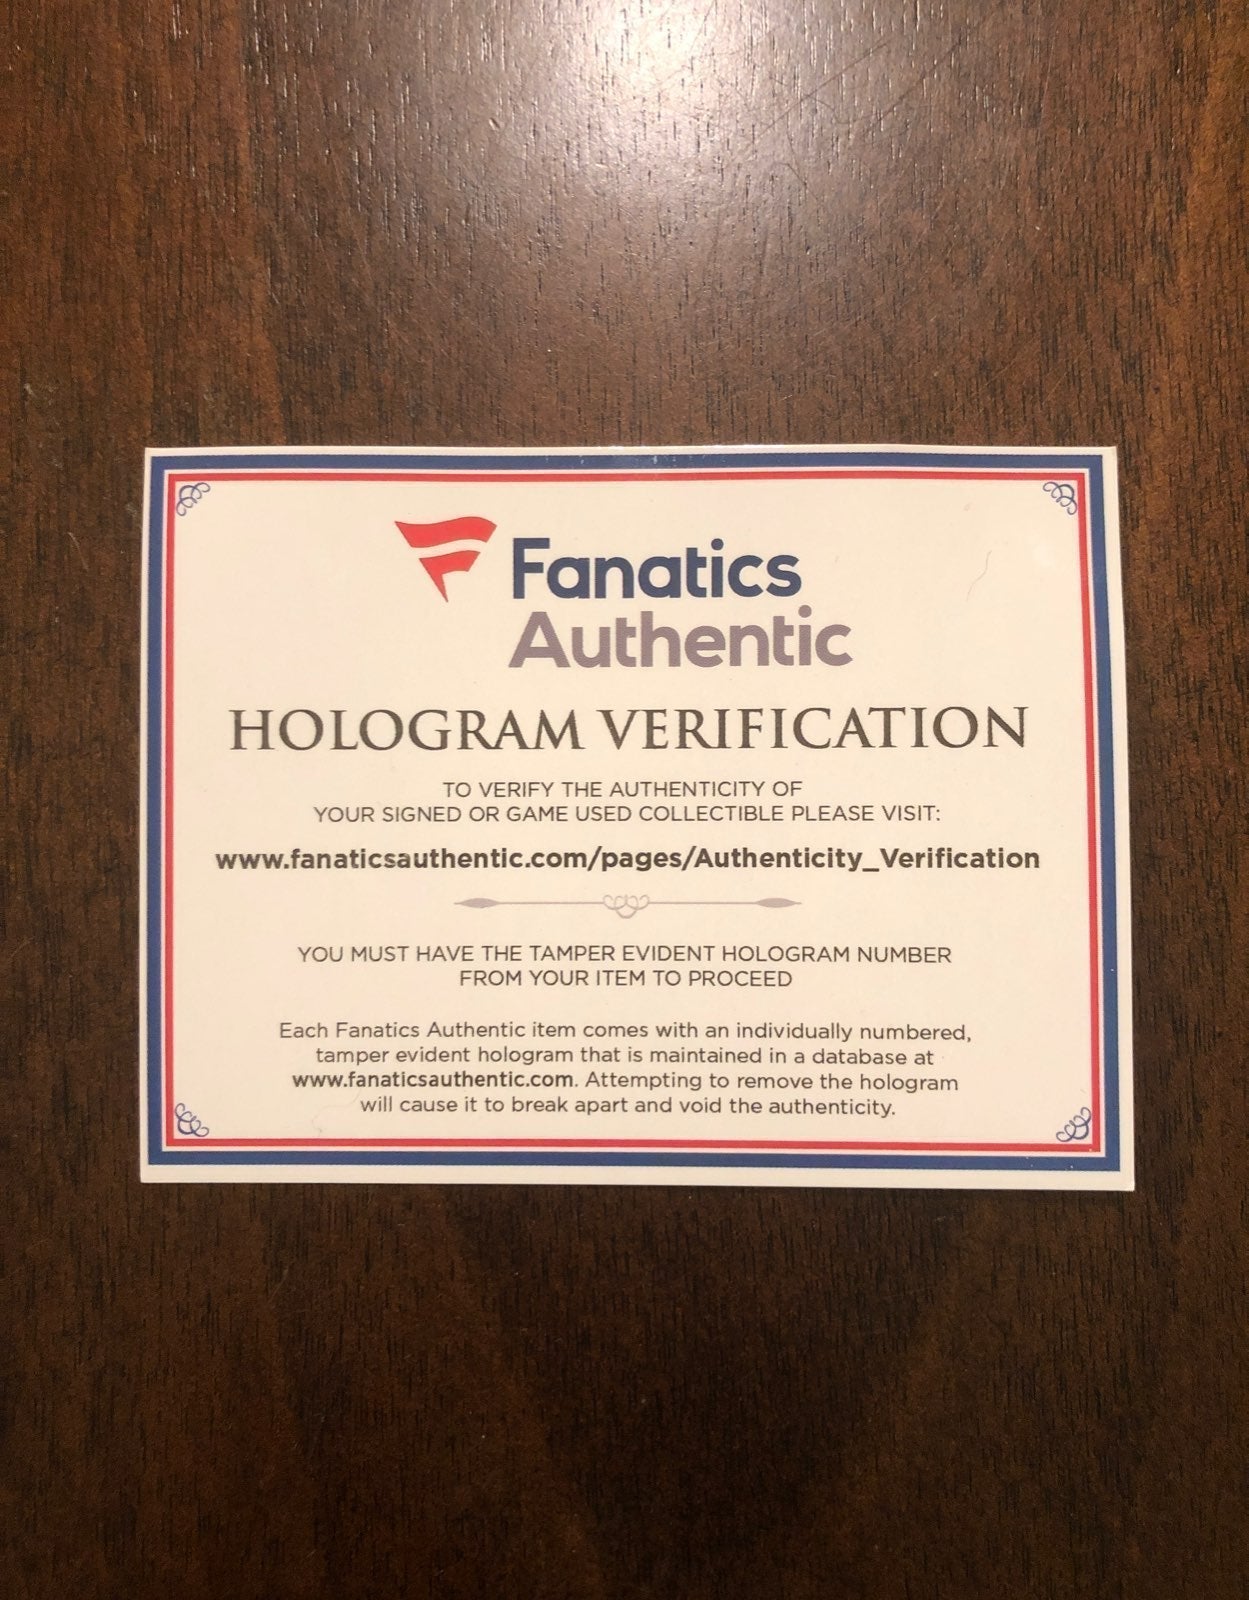 Fanatics
Authentic
HOLOGRAM VERIFICATION
TO VERIFY THE AUTHENTICITY OF
YOUR SIGNED OR GAME USED COLLECTIBLE PLEASE VISIT:
www.fanaticsauthentic.com/pages/Authenticity_Verification
YOU MUST HAVE THE TAMPER EVIDENT HOLOGRAM NUMBER
FROM YOUR ITEM TO PROCEED
Each Fanatics Authentic item comes with an individually numbered,
tamper evident hologram that is maintained in a database at
www.fanaticsauthentic.com. Attempting to remove the hologram
will cause it to break apart and void the authenticity.